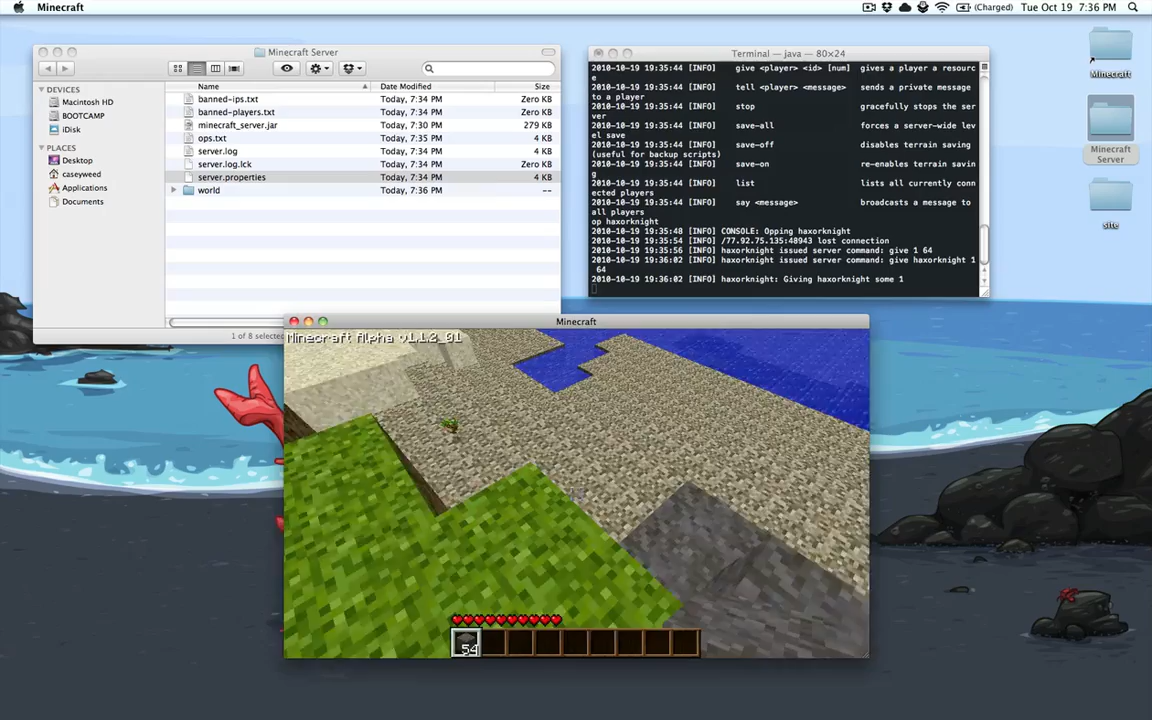 Minecraft
(Charged) Tue Oct 19 7:36 PM
Minecraft Server
Name Date Modified Size
DEVICES
Macintosh HD
BOOTCAMP
iDisk
PLACES
Desktop
caseyweed
Applications
Documents
banned-ips.txt Today, 7:34 PM Zero KB
banned-players.txt Today, 7:34 PM Zero KB
minecraft_server.jar Today, 7:30 PM 279 KB
ops.txt Today, 7:35 PM 4 KB
server.log Today, 7:34 PM 4 KB
server.log.lck Today, 7:34 PM Zero KB
server.properties Today, 7:34 PM 4 KB
world Today, 7:36 PM --
1 of 8 selected
Terminal — java — 80×24
2010-10-19 19:35:44 [INFO] give <player> <id> [num] gives a player a resourc
e
2010-10-19 19:35:44 [INFO] tell <player> <message> sends a private message
to a player
2010-10-19 19:35:44 [INFO] stop gracefully stops the ser
ver
2010-10-19 19:35:44 [INFO] save-all forces a server-wide lev
el save
2010-10-19 19:35:44 [INFO] save-off disables terrain saving
(useful for backup scripts)
2010-10-19 19:35:44 [INFO] save-on re-enables terrain savin
g
2010-10-19 19:35:44 [INFO] list lists all currently conn
ected players
2010-10-19 19:35:44 [INFO] say <message> broadcasts a message to
all players
op haxorknight
2010-10-19 19:35:48 [INFO] CONSOLE: Opping haxorknight
2010-10-19 19:35:54 [INFO] /77.92.75.135:48943 lost connection
2010-10-19 19:35:56 [INFO] haxorknight issued server command: give 1 64
2010-10-19 19:36:02 [INFO] haxorknight issued server command: give haxorknight 1
64
2010-10-19 19:36:02 [INFO] haxorknight: Giving haxorknight some 1
Minecraft
Minecraft
Server
site
Minecraft
Minecraft Alpha v1.1.2_01
54